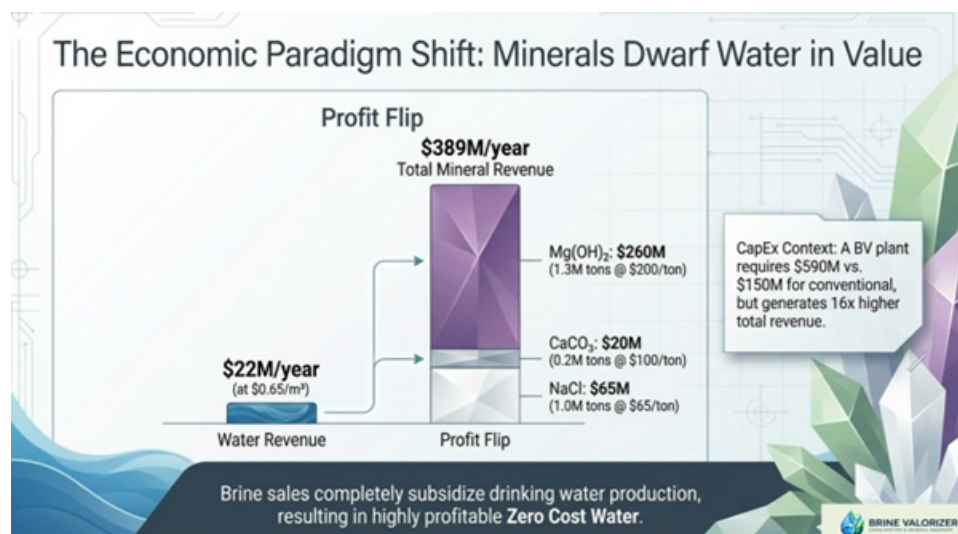 The Economic Paradigm Shift: Minerals Dwarf Water in Value
Profit Flip
$389M/year
Total Mineral Revenue
Mg(OH)₂: $260M
(1.3M tons @ $200/ton)
CaCO₃: $20M
(0.2M tons @ $100/ton)
NaCl: $65M
(1.0M tons @ $65/ton)
$22M/year
(at $0.65/m³)
Water Revenue
Profit Flip
CapEx Context: A BV plant
requires $590M vs.
$150M for conventional,
but generates 16x higher
total revenue.
Brine sales completely subsidize drinking water production,
resulting in highly profitable Zero Cost Water.
BRINE VALORIZER